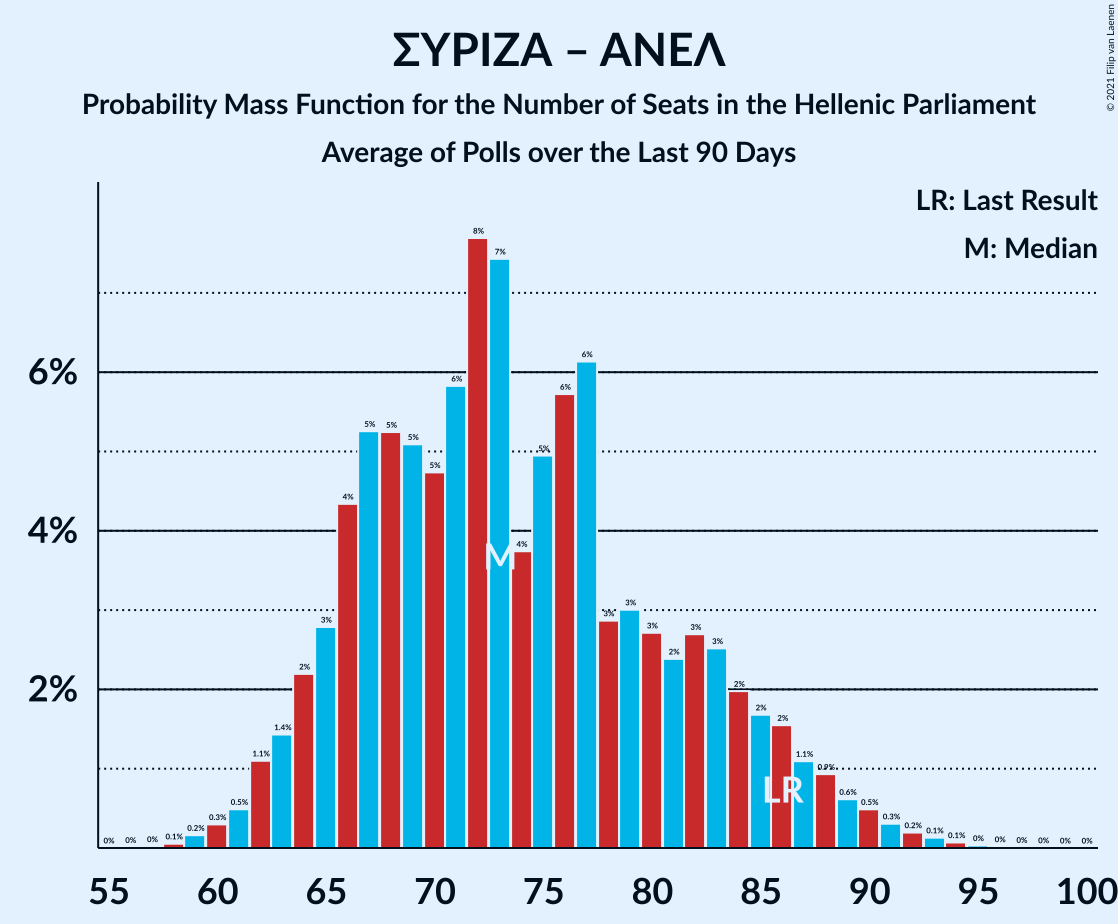 ΣΥΡΙΖΑ – ΑΝΕΛ
Probability Mass Function for the Number of Seats in the Hellenic Parliament
Average of Polls over the Last 90 Days
© 2021 Filip van Laenen
LR: Last Result
M: Median
6%
4%
2%
0% 0% 0% 0.1% 0.2% 0.3% 0.5% 1.1% 1.4% 2% 3% 4% 5% 5% 5% 5% 6% 8% 7% 4% 5% 6% 6% 3% 3% 3% 2% 3% 3% 2% 2% 2% 1.1% 0.9% 0.6% 0.5% 0.3% 0.2% 0.1% 0.1% 0% 0% 0% 0% 0% 0%
M
LR
55 60 65 70 75 80 85 90 95 100